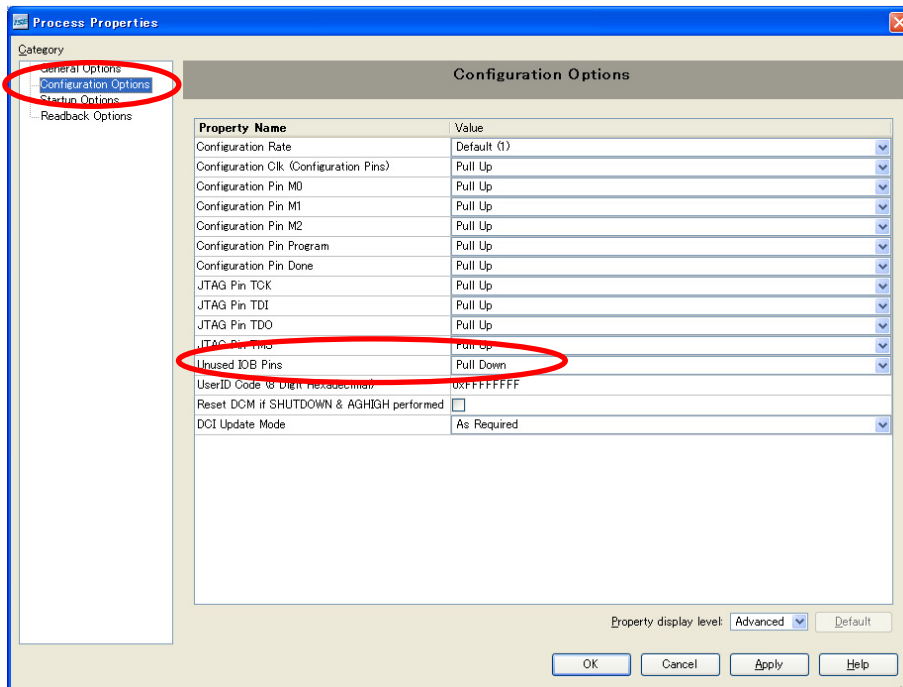 ISE Process Properties
Category
General Options
Configuration Options
Startup Options
Readback Options
Configuration Options
Property Name Value
Configuration Rate Default (1)
Configuration Clk (Configuration Pins) Pull Up
Configuration Pin M0 Pull Up
Configuration Pin M1 Pull Up
Configuration Pin M2 Pull Up
Configuration Pin Program Pull Up
Configuration Pin Done Pull Up
JTAG Pin TCK Pull Up
JTAG Pin TDI Pull Up
JTAG Pin TDO Pull Up
JTAG Pin TMS Pull Up
Unused IOB Pins Pull Down
UserID Code (8 Digit Hexadecimal) 0xFFFFFFFF
Reset DCM if SHUTDOWN & AGHIGH performed
DCI Update Mode As Required
Property display level: Advanced Default
OK Cancel Apply Help